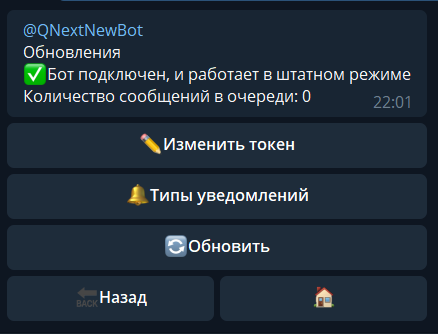 @QNextNewBot
Обновления
✅Бот подключен, и работает в штатном режиме
Количество сообщений в очереди: 0
22:01
✏️Изменить токен
🔔Типы уведомлений
🔄Обновить
🔙Назад
🏠